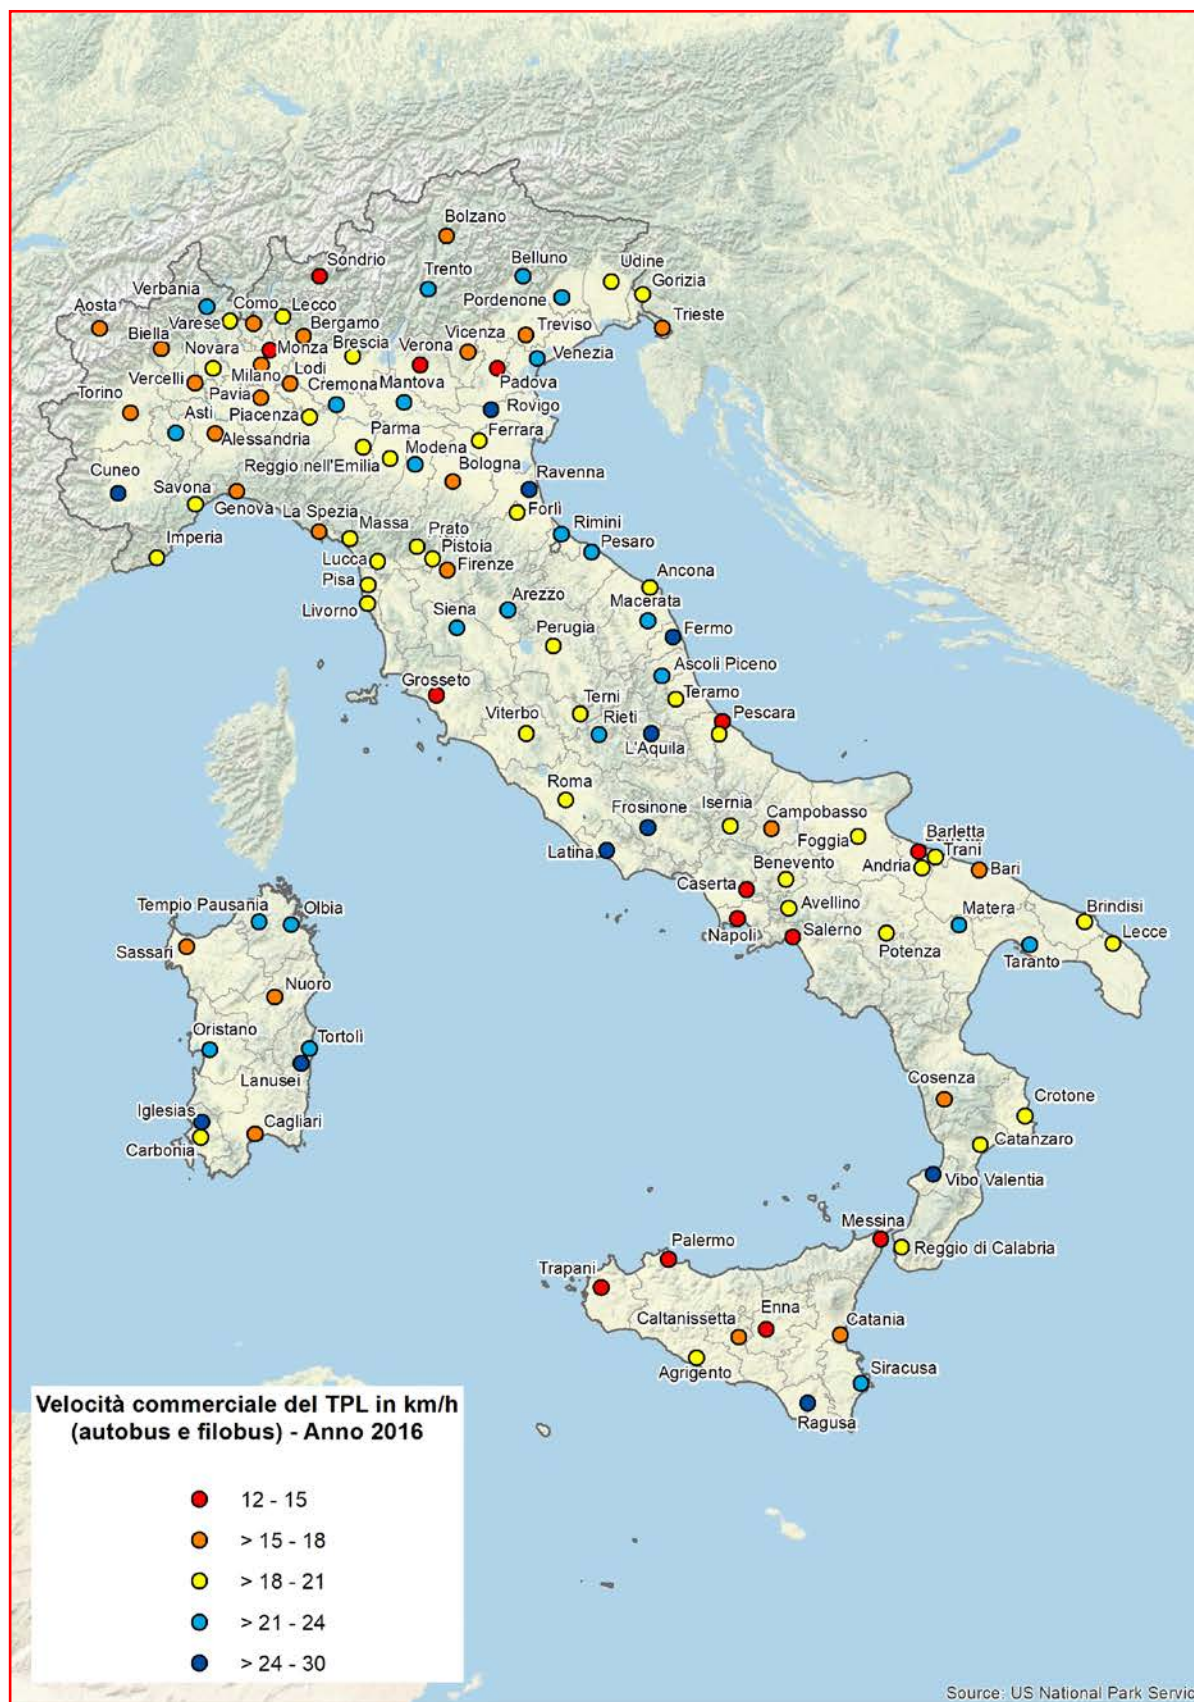 Bolzano
Sondrio
Trento
Belluno
Udine
Gorizia
Verbania
Pordenone
Aosta
Como
Lecco
Varese
Bergamo
Vicenza
Treviso
Trieste
Biella
Novara
Monza
Brescia
Verona
Venezia
Vercelli
Milano
Lodi
Cremona
Mantova
Padova
Torino
Pavia
Asti
Piacenza
Rovigo
Alessandria
Parma
Ferrara
Modena
Cuneo
Reggio nell'Emilia
Bologna
Ravenna
Savona
Genova
La Spezia
Massa
Forlì
Imperia
Prato
Rimini
Lucca
Pistoia
Pesaro
Firenze
Pisa
Ancona
Livorno
Arezzo
Macerata
Siena
Perugia
Fermo
Ascoli Piceno
Grosseto
Terni
Teramo
Viterbo
Rieti
Pescara
L'Aquila
Roma
Frosinone
Isernia
Campobasso
Foggia
Barletta
Trani
Latina
Benevento
Andria
Bari
Caserta
Tempio Pausania
Olbia
Avellino
Matera
Brindisi
Napoli
Salerno
Potenza
Lecce
Sassari
Taranto
Nuoro
Oristano
Tortolì
Lanusei
Cosenza
Crotone
Iglesias
Cagliari
Carbonia
Catanzaro
Vibo Valentia
Messina
Palermo
Reggio di Calabria
Trapani
Enna
Caltanissetta
Catania
Agrigento
Siracusa
Ragusa
Velocità commerciale del TPL in km/h
(autobus e filobus) - Anno 2016
12 - 15
> 15 - 18
> 18 - 21
> 21 - 24
> 24 - 30
Source: US National Park Servic